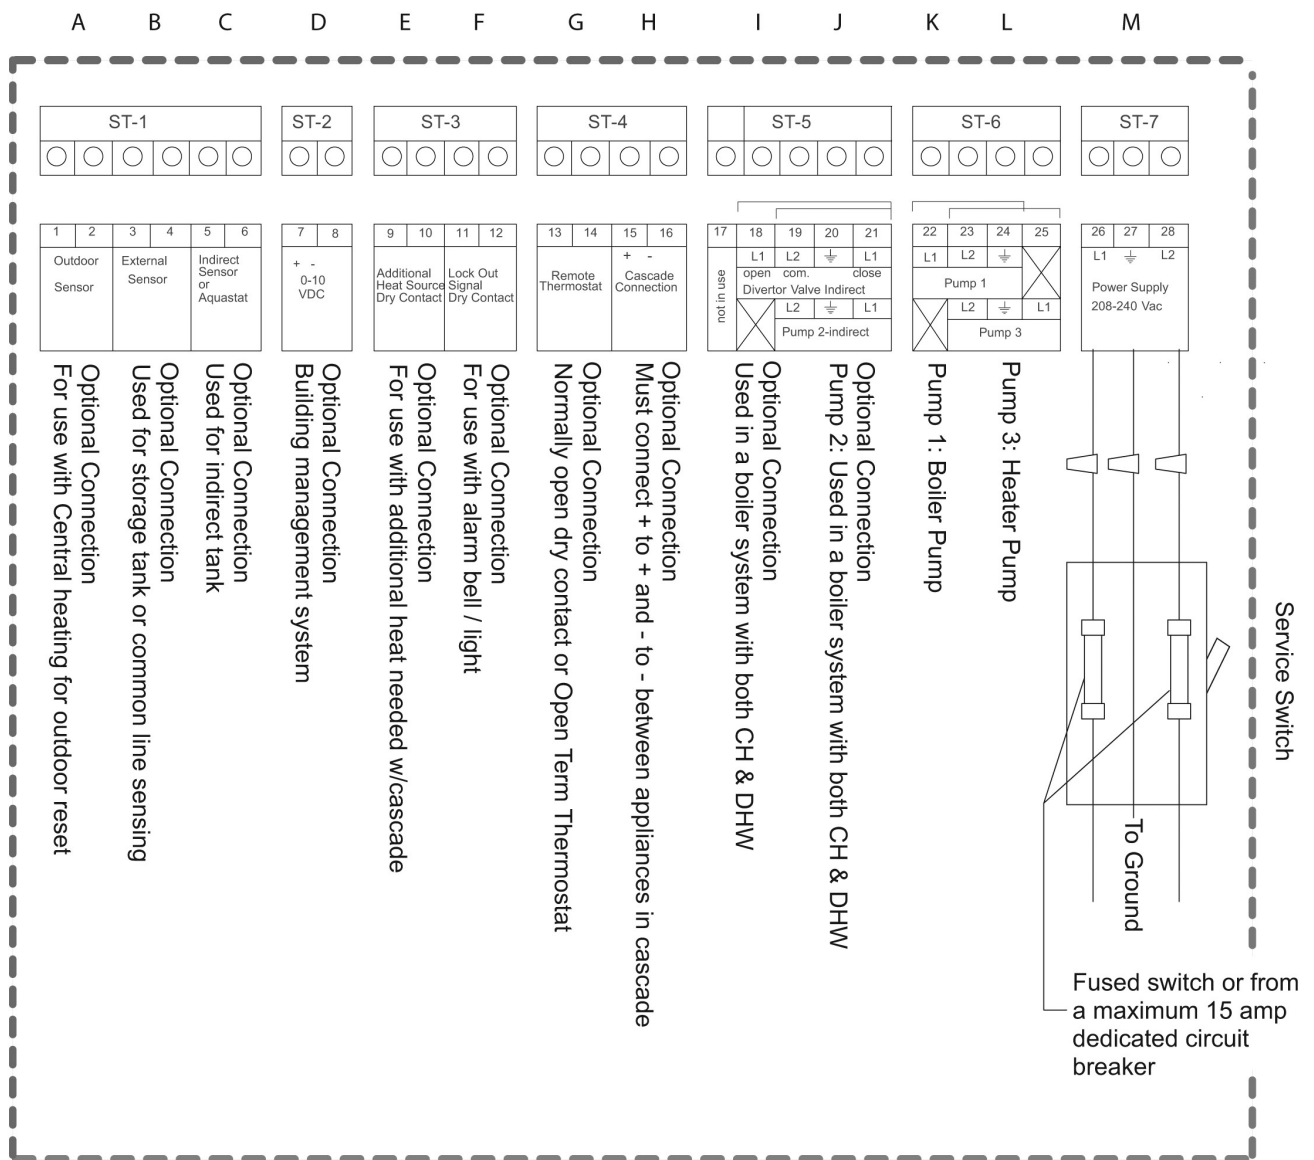 A B C D E F G H I J K L M
ST-1 ST-2 ST-3 ST-4 ST-5 ST-6 ST-7
1 2 3 4 5 6 7 8 9 10 11 12 13 14 15 16 17 18 19 20 21 22 23 24 25 26 27 28
Outdoor
Sensor
External
Sensor
Indirect
Sensor
or
Aquastat
+ -
0-10
VDC
Additional
Heat Source
Dry Contact
Lock Out
Signal
Dry Contact
Remote
Thermostat
+ -
Cascade
Connection
not in use
L1 L2 L1
open com. close
Divertor Valve Indirect
L2 L1
Pump 2-indirect
L1 L2
Pump 1
L2 L1
Pump 3
L1 L2
Power Supply
208-240 Vac
Optional Connection
For use with Central heating for outdoor reset
Optional Connection
Used for storage tank or common line sensing
Optional Connection
Used for indirect tank
Optional Connection
Building management system
Optional Connection
For use with additional heat needed w/cascade
Optional Connection
For use with alarm bell / light
Optional Connection
Normally open dry contact or Open Term Thermostat
Optional Connection
Must connect + to + and - to - between appliances in cascade
Optional Connection
Used in a boiler system with both CH & DHW
Optional Connection
Pump 2: Used in a boiler system with both CH & DHW
Pump 1: Boiler Pump
Pump 3: Heater Pump
To Ground
Service Switch
Fused switch or from
a maximum 15 amp
dedicated circuit
breaker